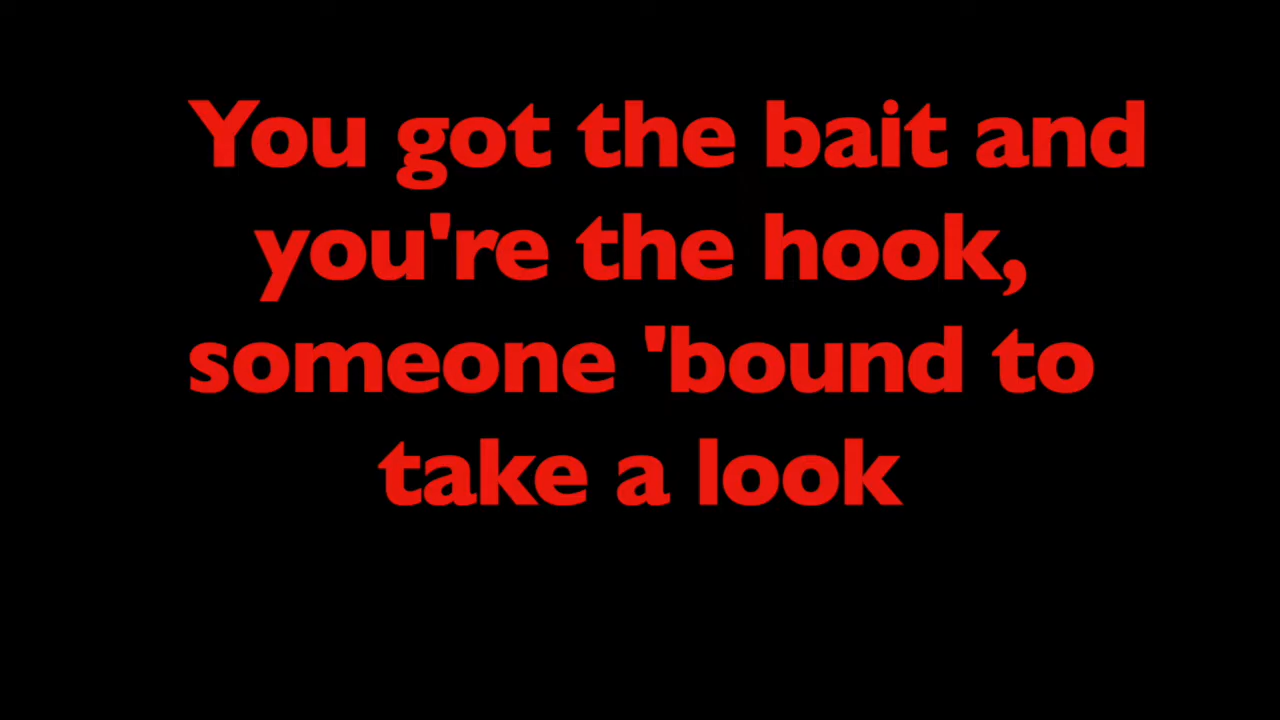 You got the bait and
you're the hook,
someone 'bound to
take a look